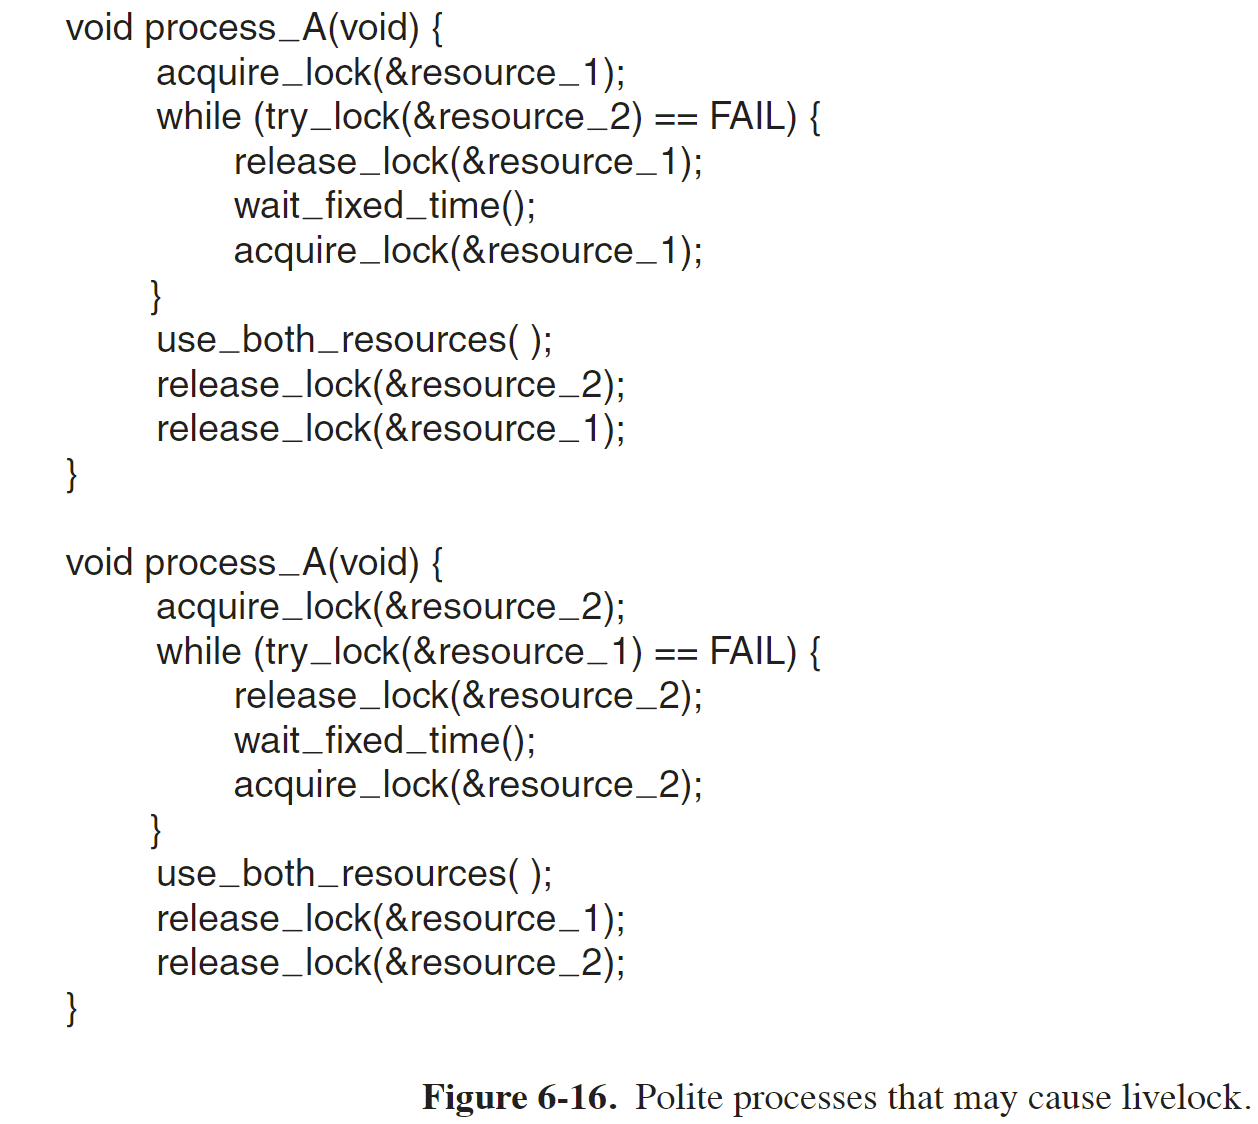 void process_A(void) {
acquire_lock(&resource_1);
while (try_lock(&resource_2) == FAIL) {
release_lock(&resource_1);
wait_fixed_time();
acquire_lock(&resource_1);
}
use_both_resources( );
release_lock(&resource_2);
release_lock(&resource_1);
}
void process_A(void) {
acquire_lock(&resource_2);
while (try_lock(&resource_1) == FAIL) {
release_lock(&resource_2);
wait_fixed_time();
acquire_lock(&resource_2);
}
use_both_resources( );
release_lock(&resource_1);
release_lock(&resource_2);
}
Figure 6-16. Polite processes that may cause livelock.